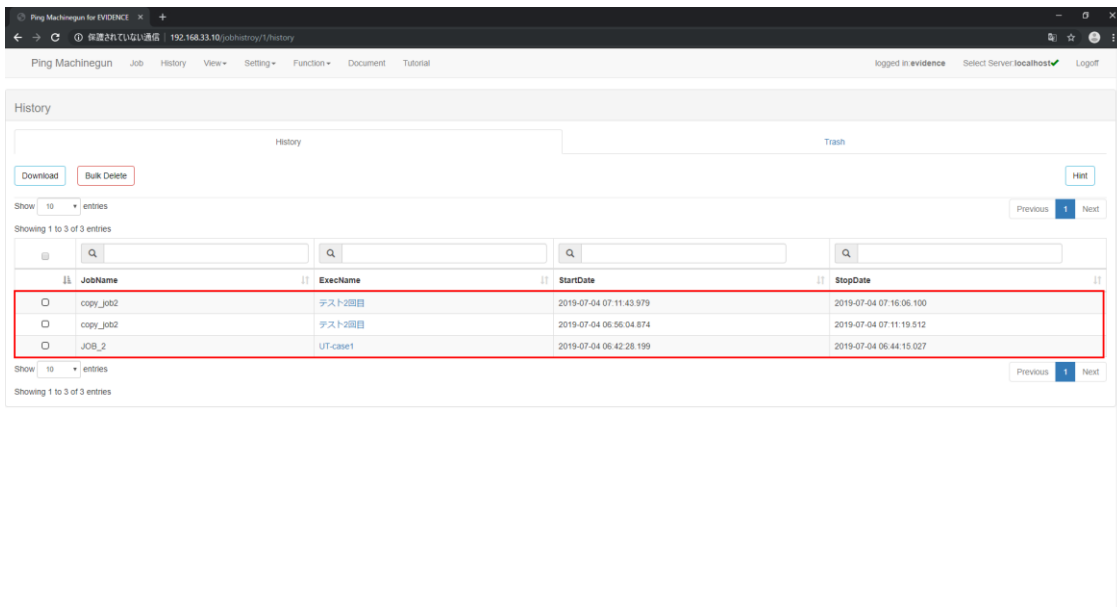 Ping Machinegun for EVIDENCE
保護されていない通信 | 192.168.33.10/jobhistroy/1/history
Ping Machinegun Job History View Setting Function Document Tutorial logged in:evidence Select Server:localhost Logoff
History
History Trash
Download Bulk Delete Hint
Show 10 entries Previous 1 Next
Showing 1 to 3 of 3 entries
JobName ExecName StartDate StopDate
copy_job2 テスト2回目 2019-07-04 07:11:43.979 2019-07-04 07:16:06.100
copy_job2 テスト2回目 2019-07-04 06:56:04.874 2019-07-04 07:11:19.512
JOB_2 UT-case1 2019-07-04 06:42:28.199 2019-07-04 06:44:15.027
Show 10 entries Previous 1 Next
Showing 1 to 3 of 3 entries